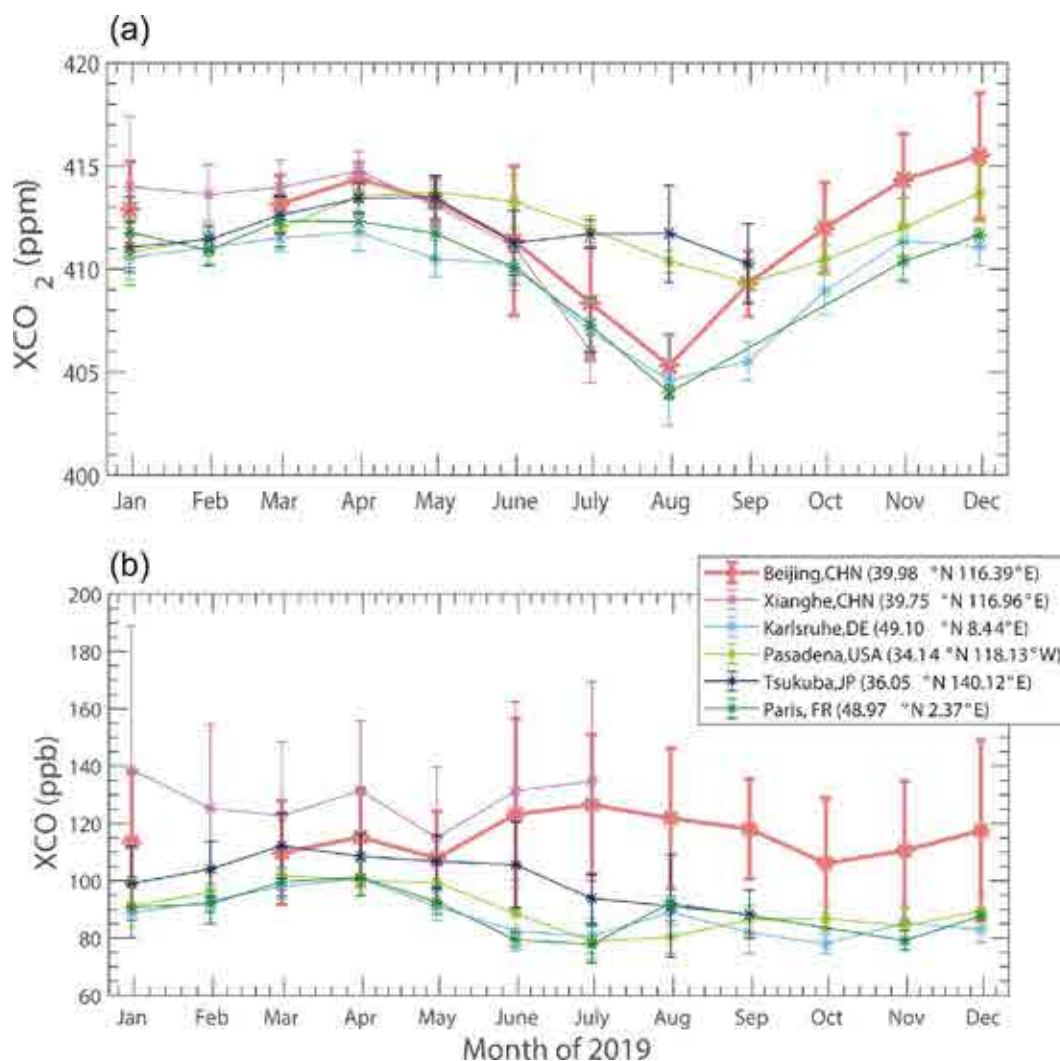 (a)
420
415
410
405
400
XCO 2 (ppm)
Jan Feb Mar Apr May June July Aug Sep Oct Nov Dec
(b)
200
180
160
140
120
100
80
60
XCO (ppb)
Beijing,CHN (39.98 °N 116.39°E)
Xianghe,CHN (39.75 °N 116.96°E)
Karlsruhe,DE (49.10 °N 8.44°E)
Pasadena,USA (34.14 °N 118.13°W)
Tsukuba,JP (36.05 °N 140.12°E)
Paris, FR (48.97 °N 2.37°E)
Jan Feb Mar Apr May June July Aug Sep Oct Nov Dec
Month of 2019